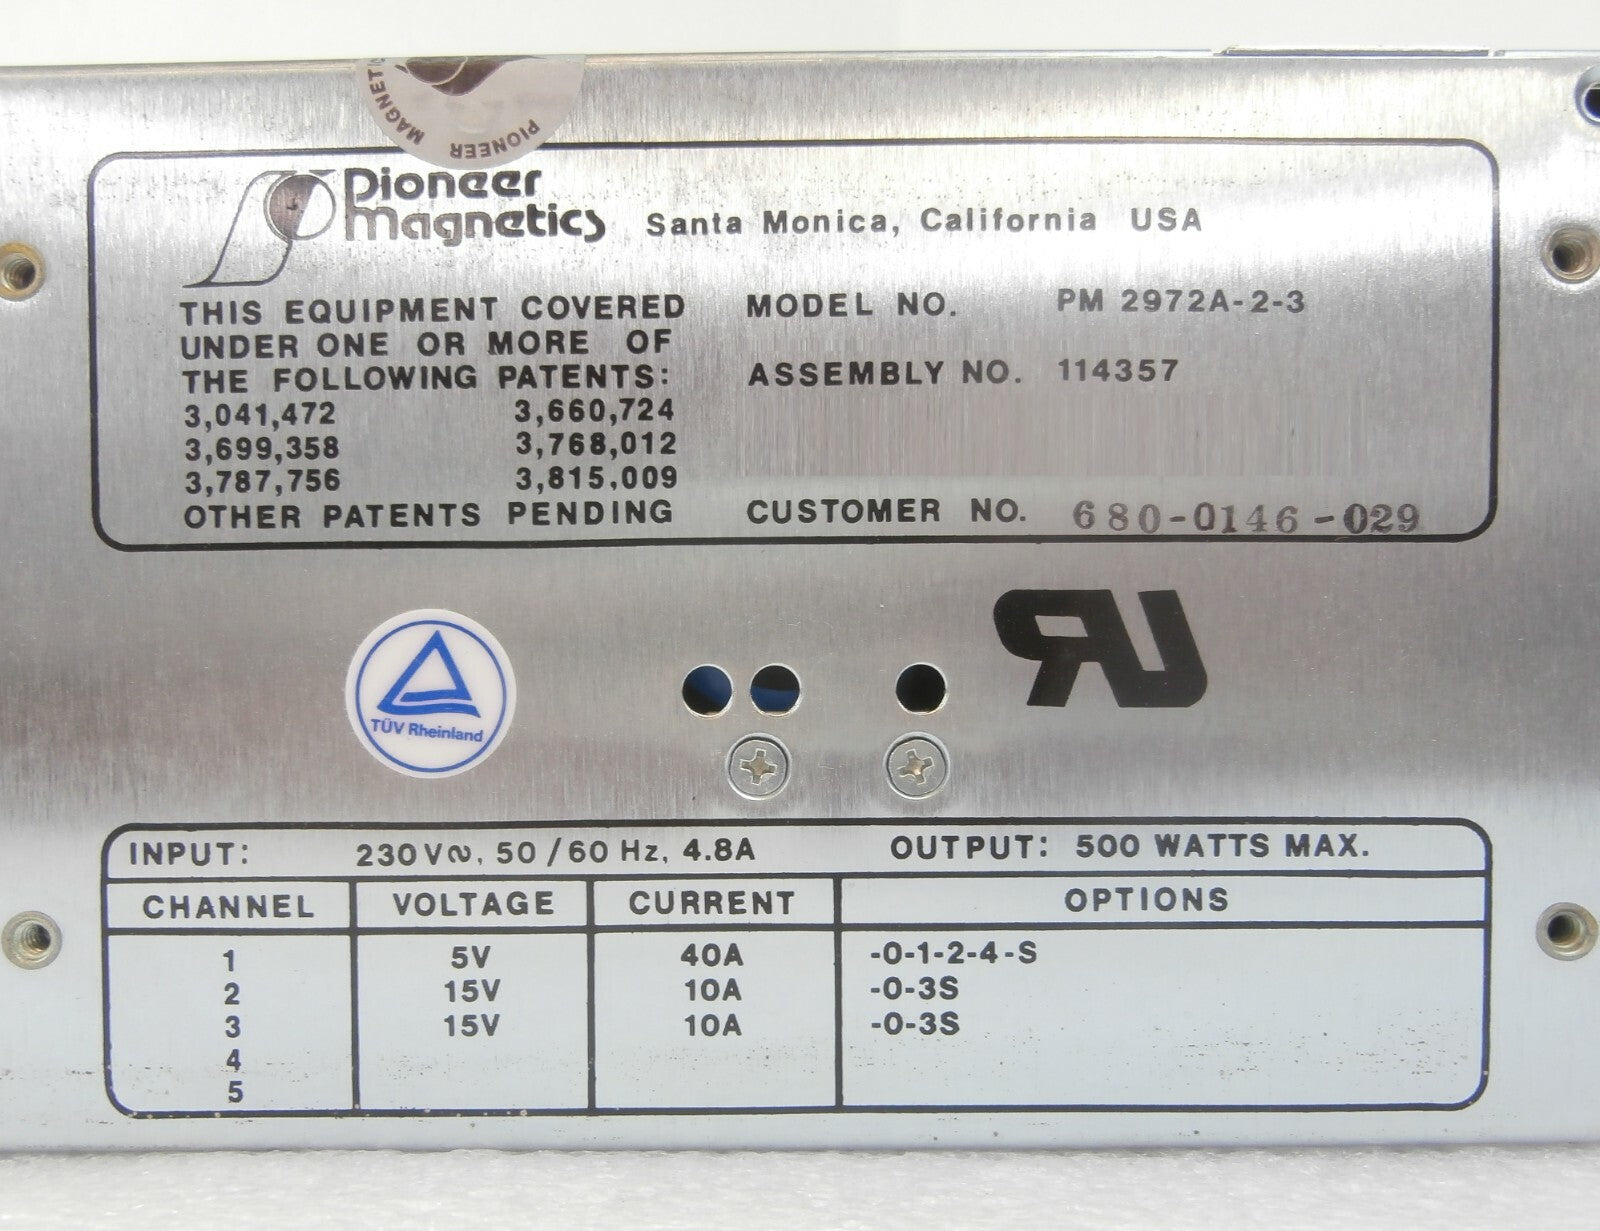 PIONEER MAGNETIC
Pioneer
Magnetics Santa Monica, California USA
THIS EQUIPMENT COVERED
UNDER ONE OR MORE OF
THE FOLLOWING PATENTS:
3,041,472 3,660,724
3,699,358 3,768,012
3,787,756 3,815,009
OTHER PATENTS PENDING
MODEL NO. PM 2972A-2-3
ASSEMBLY NO. 114357
CUSTOMER NO. 680-0146-029
TÜV Rheinland
UR
INPUT: 230V∿, 50/60 Hz, 4.8A OUTPUT: 500 WATTS MAX.
CHANNEL VOLTAGE CURRENT OPTIONS
1 5V 40A -0-1-2-4-S
2 15V 10A -0-3S
3 15V 10A -0-3S
4
5